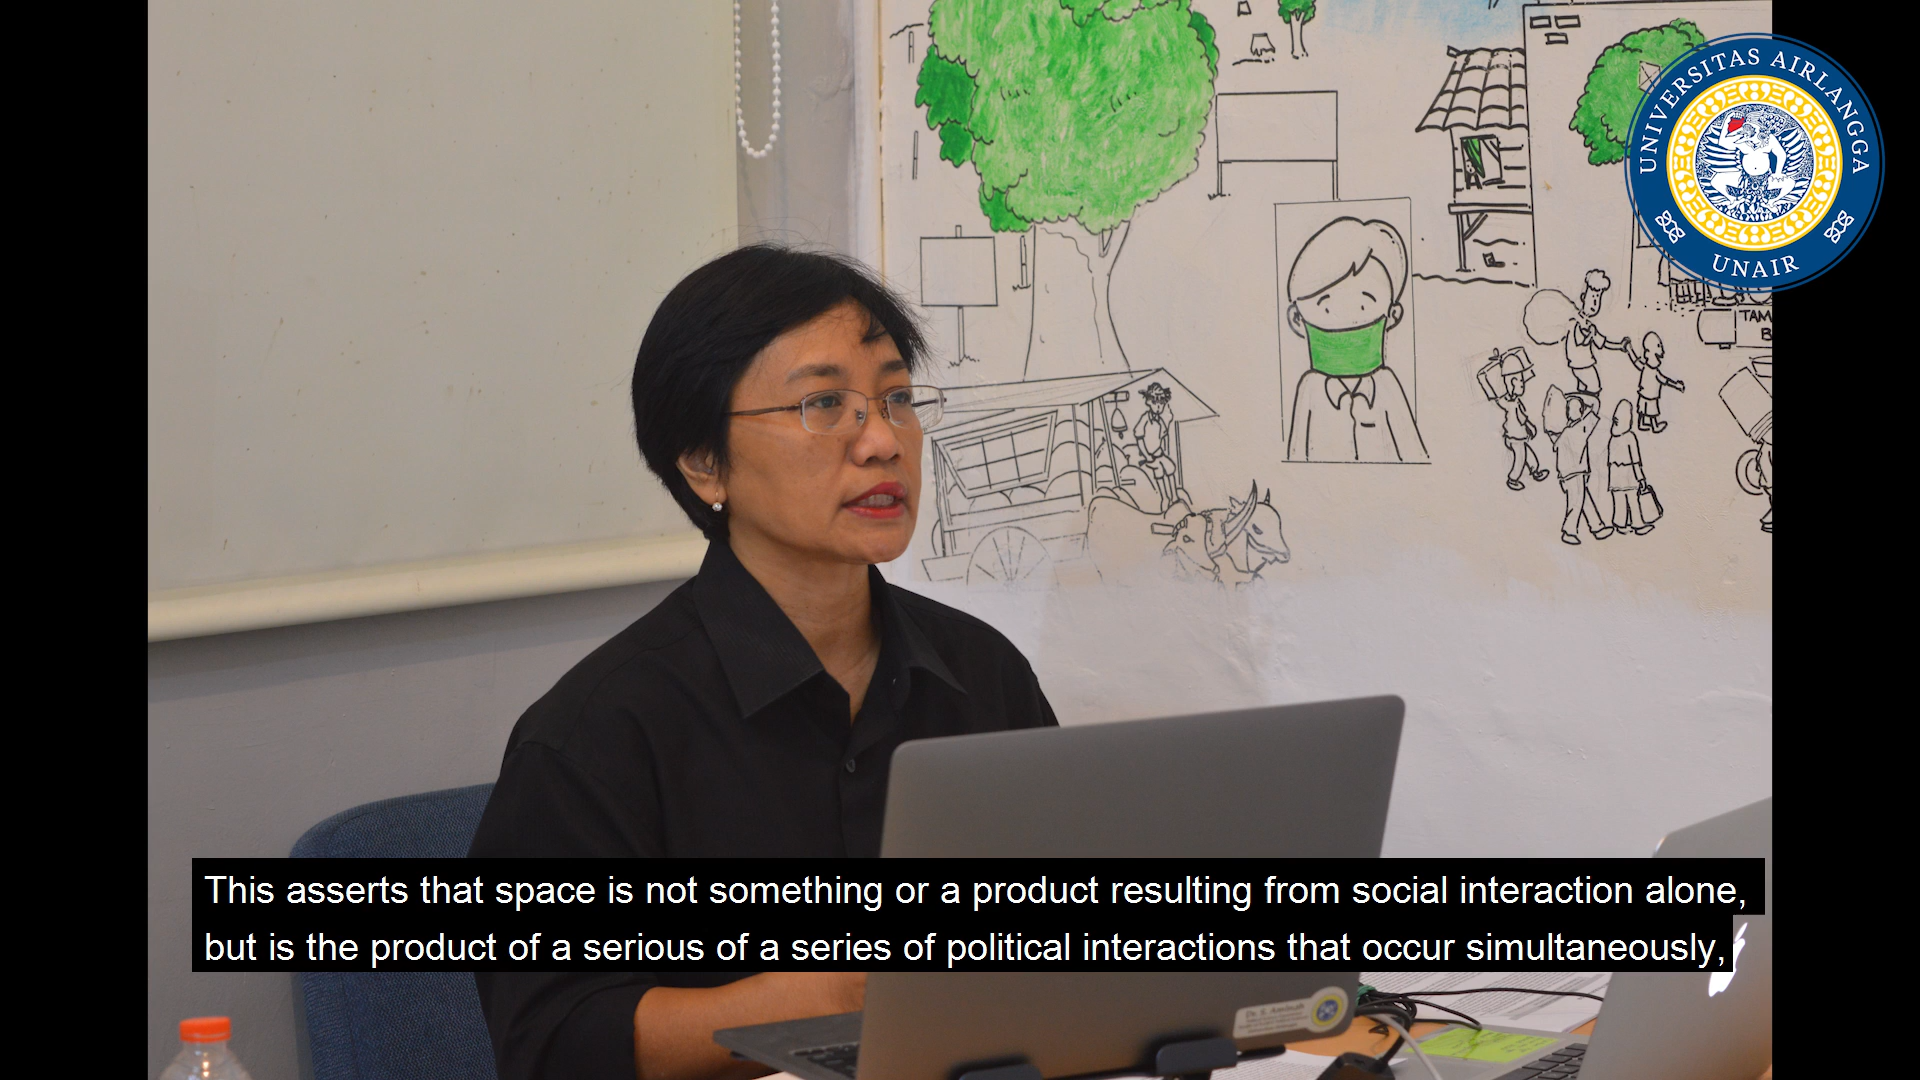 UNIVERSITAS AIRLANGGA
UNAIR
TAM
B
This asserts that space is not something or a product resulting from social interaction alone,
but is the product of a serious of a series of political interactions that occur simultaneously,